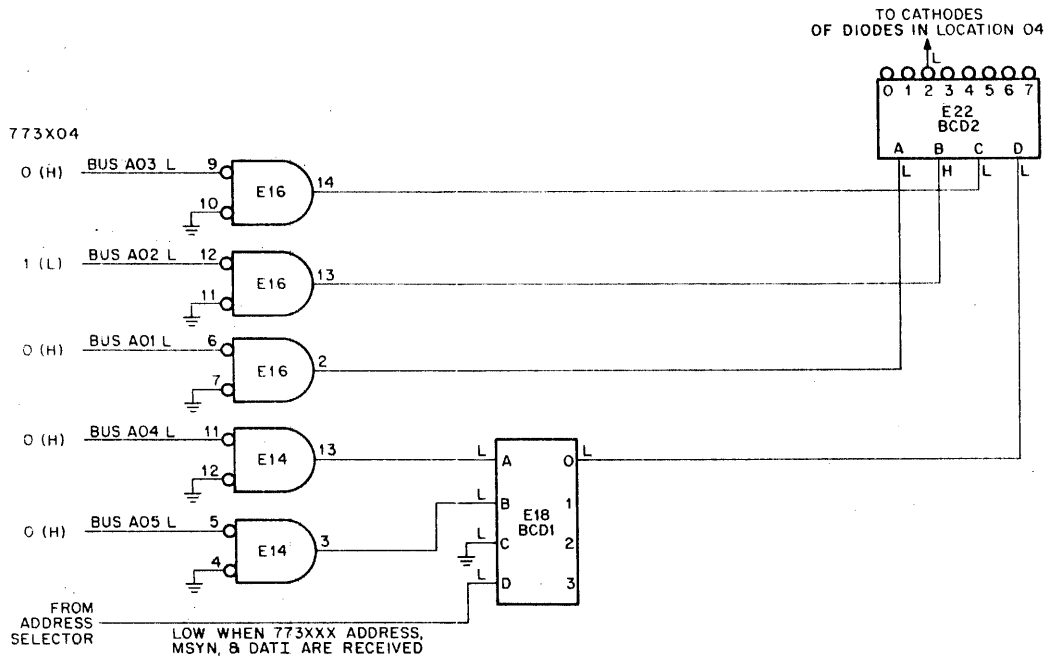 TO CATHODES
OF DIODES IN LOCATION 04
L
0 1 2 3 4 5 6 7
E22
BCD2
A B C D
L H L L
773X04
0 (H) BUS A03 L 9
E16
14
10
1 (L) BUS A02 L 12
E16
13
11
0 (H) BUS A01 L 6
E16
2
7
0 (H) BUS A04 L 11
E14
13
12
0 (H) BUS A05 L 5
E14
3
4
L A 0 L
L B 1
E18
BCD1
L C 2
L D 3
FROM
ADDRESS
SELECTOR
LOW WHEN 773XXX ADDRESS,
MSYN, & DATI ARE RECEIVED